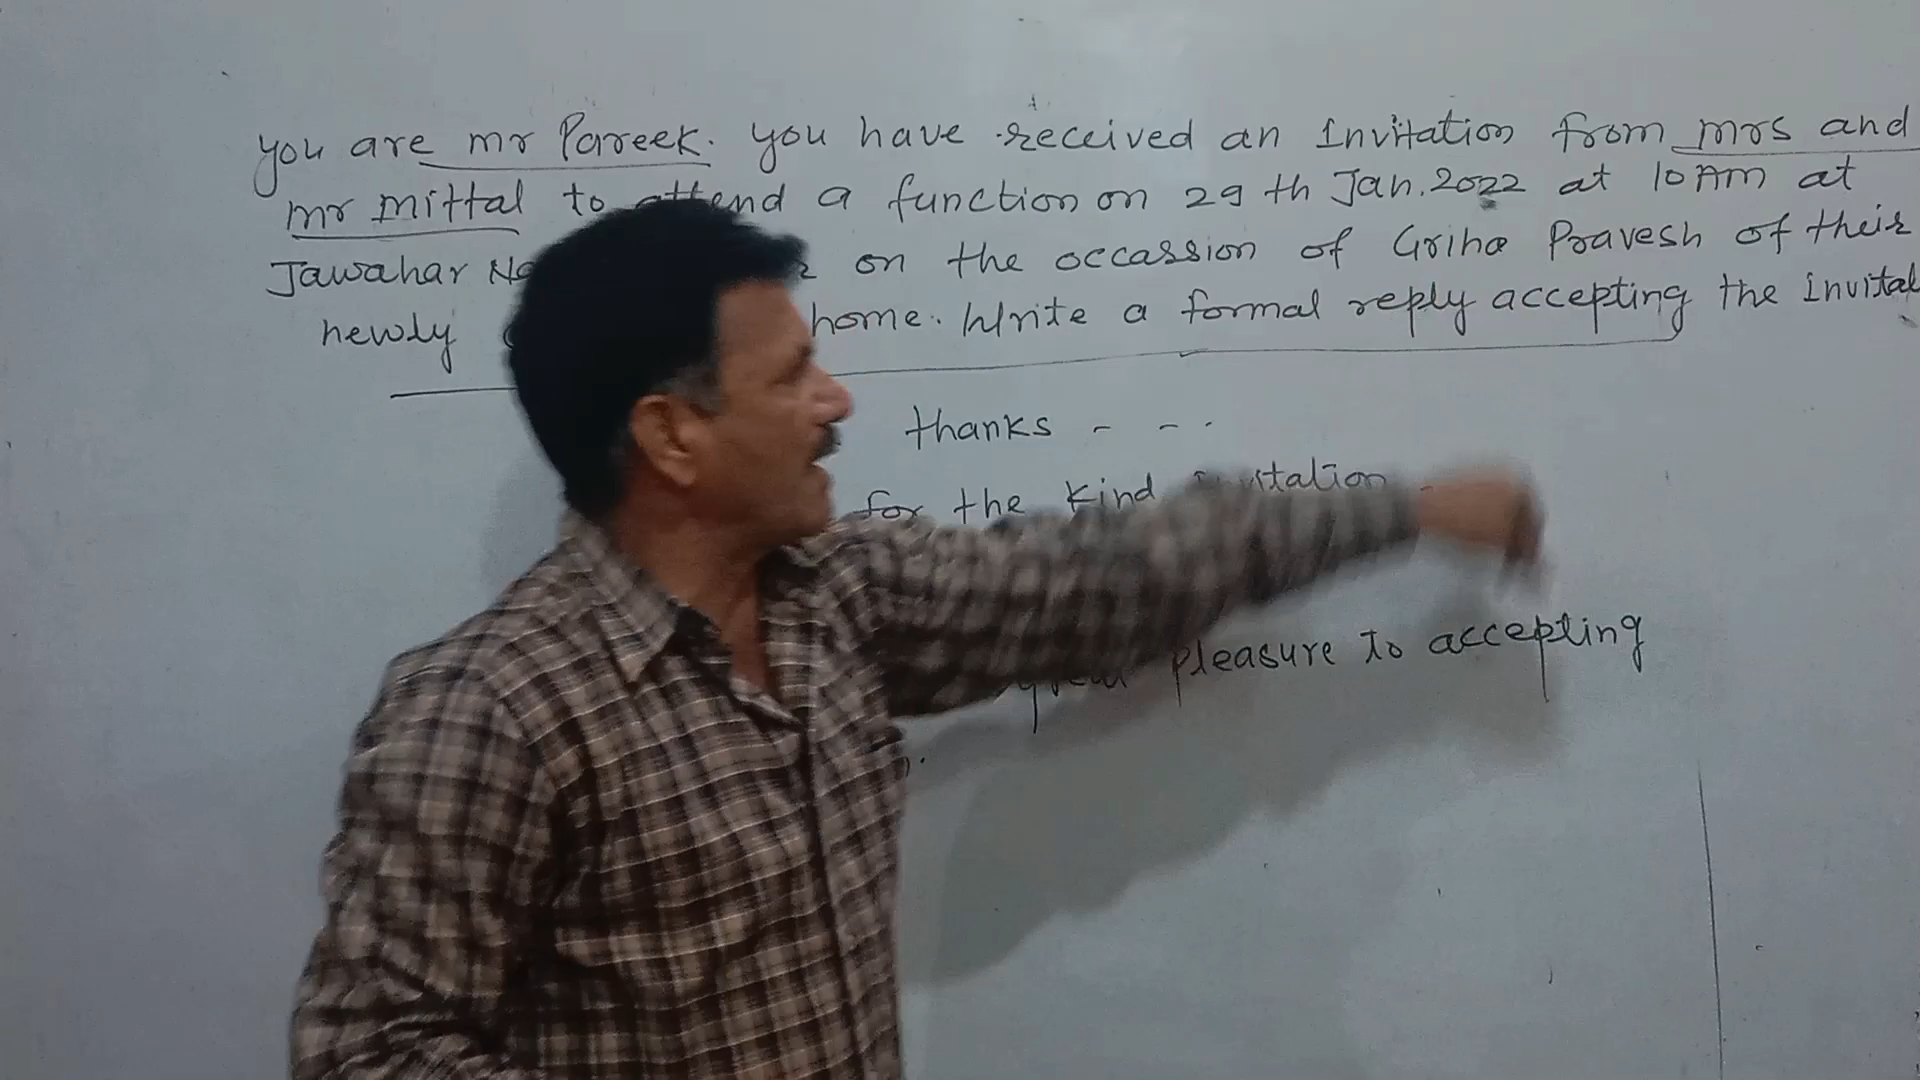 you are mr Pareek. you have received an Invitation from mrs and
mr mittal to attend a function on 29 th Jan. 2022 at 10 AM at
Jawahar on the occassion of Griha Pravesh of their
newly home. Write a formal reply accepting the
thanks - - -
for the kind invitation -
great pleasure to accepting